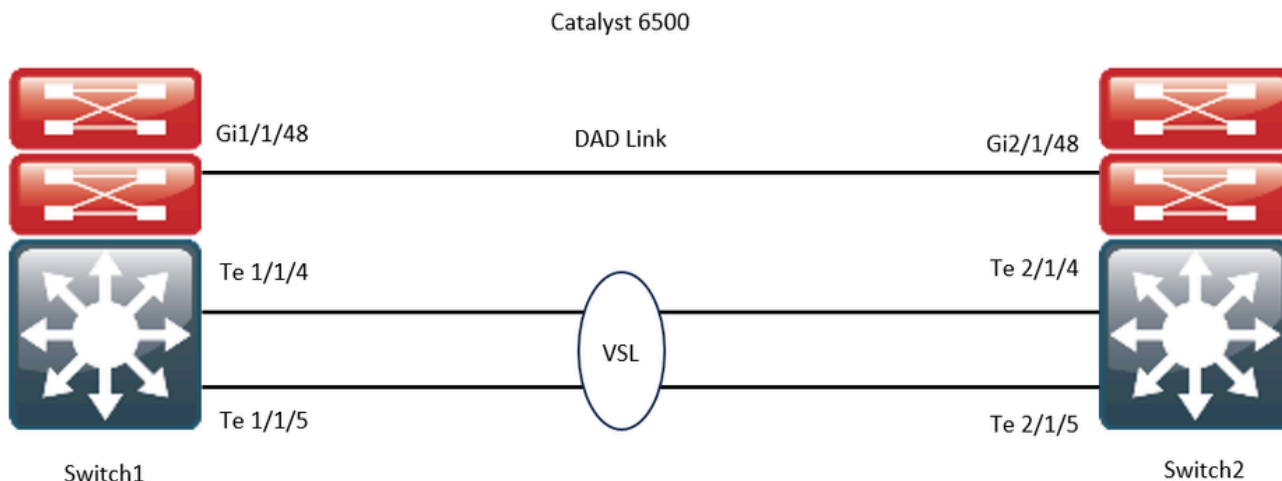 Catalyst 6500
Gi1/1/48
DAD Link
Gi2/1/48
Te 1/1/4
Te 2/1/4
VSL
Te 1/1/5
Te 2/1/5
Switch1
Switch2